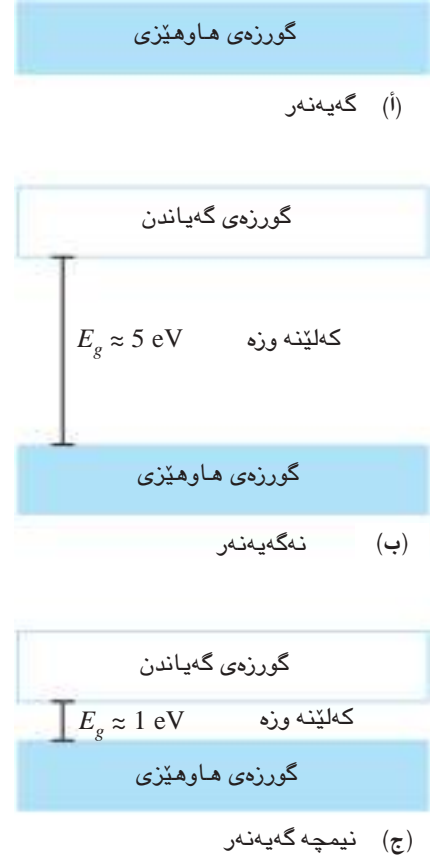 گورزەی هاوهێزی
(أ) گەیەنەر
گورزەی گەیاندن
کەلێنە وزە E_g ≈ 5 eV
گورزەی هاوهێزی
(ب) نەگەیەنەر
گورزەی گەیاندن
کەلێنە وزە E_g ≈ 1 eV
گورزەی هاوهێزی
(ج) نیمچە گەیەنەر